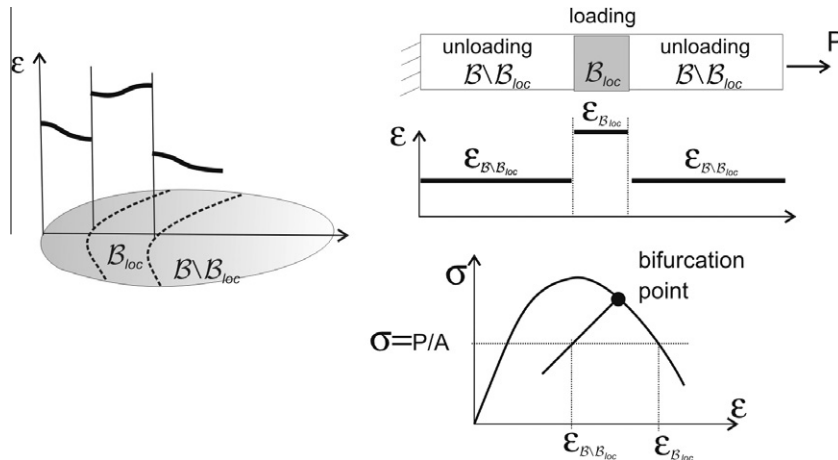 ε
ℬ_loc
ℬ\ℬ_loc
loading
unloading
unloading
P
ℬ\ℬ_loc
ℬ_loc
ℬ\ℬ_loc
ε
ε_ℬ\ℬ_loc
ε_ℬ_loc
ε_ℬ\ℬ_loc
σ
bifurcation
point
σ=P/A
ε
ε_ℬ\ℬ_loc
ε_ℬ_loc